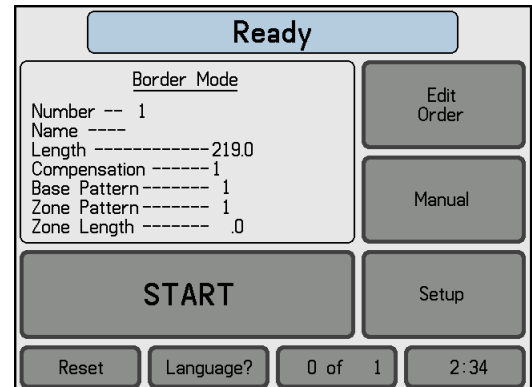 Ready
Border Mode
Number -- 1
Name ----
Length ------------219.0
Compensation ------1
Base Pattern ------ 1
Zone Pattern ------ 1
Zone Length ------ .0
Edit
Order
Manual
START
Setup
Reset
Language?
0 of 1
2:34